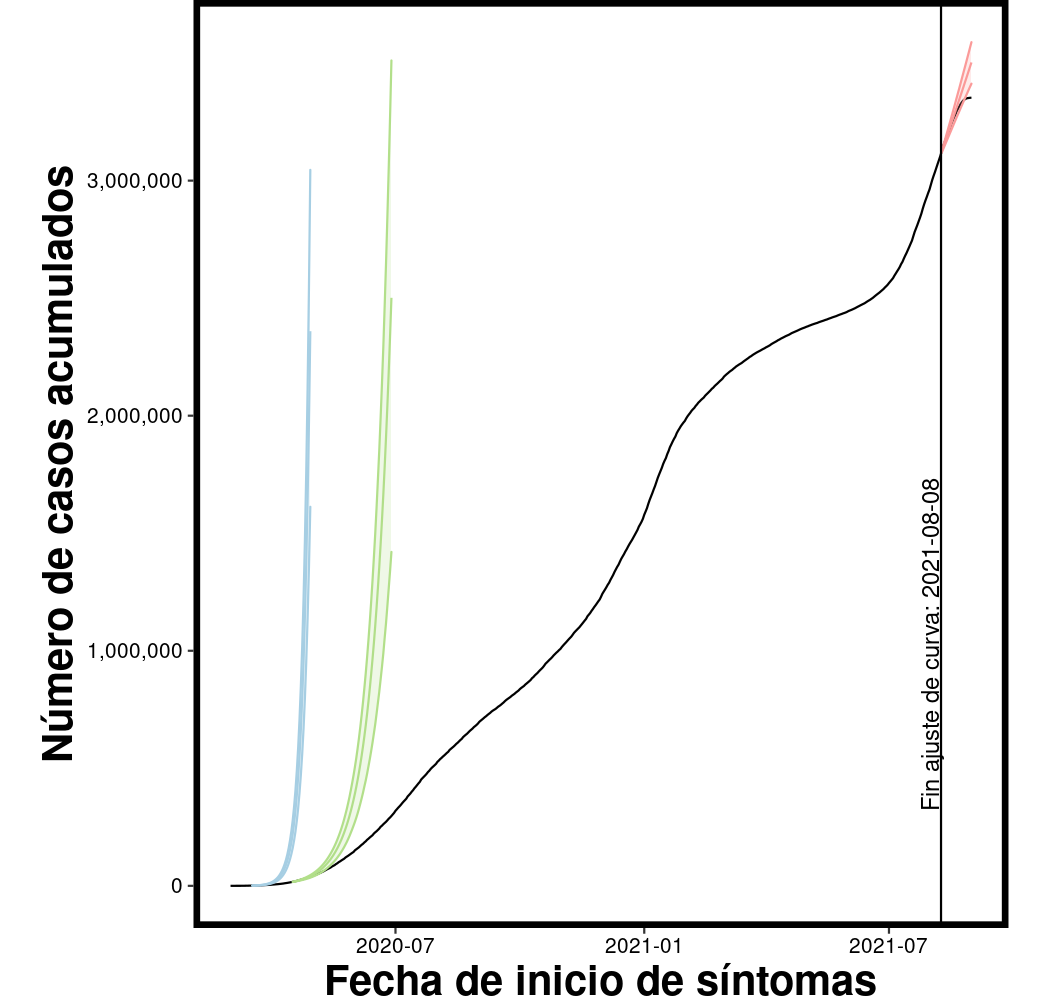 Número de casos acumulados
3,000,000
2,000,000
1,000,000
0
Fin ajuste de curva: 2021-08-08
2020-07
2021-01
2021-07
Fecha de inicio de síntomas